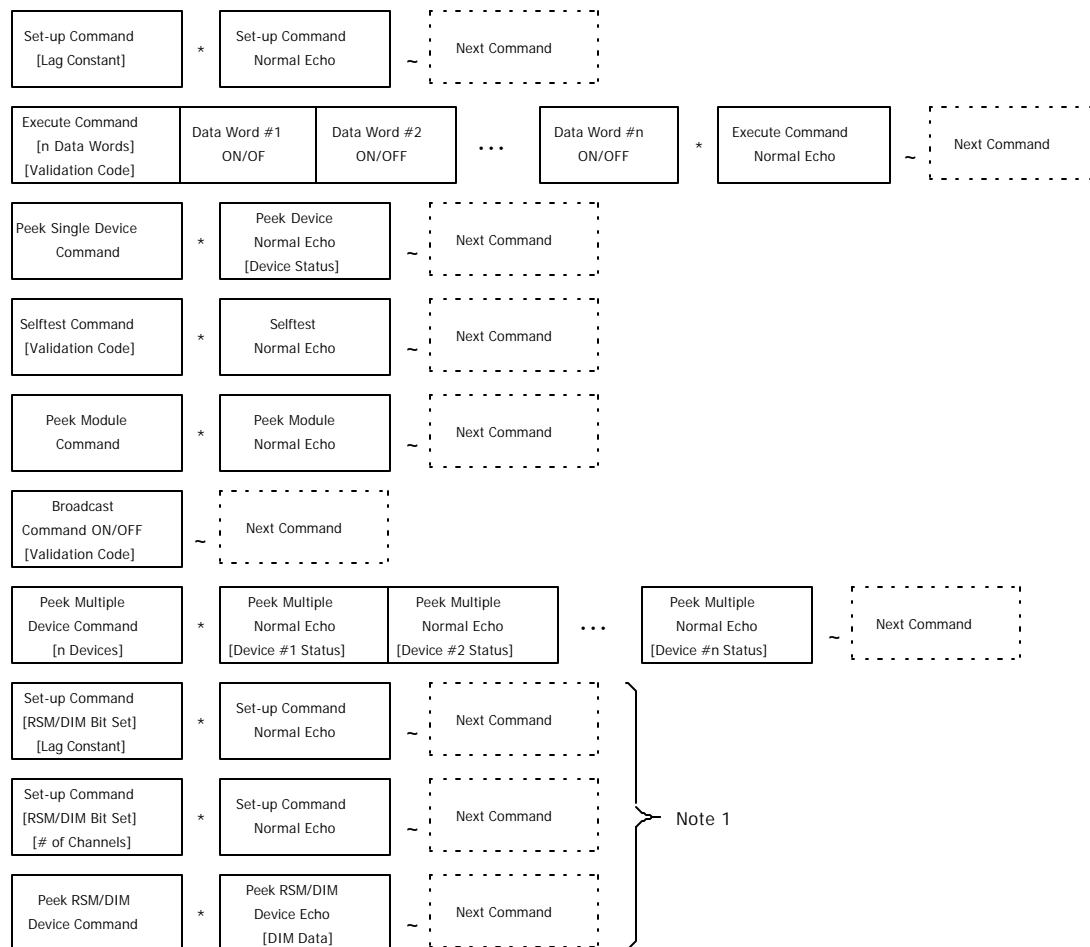 Set-up Command
[Lag Constant]
*
Set-up Command
Normal Echo
~
Next Command
Execute Command
[n Data Words]
[Validation Code]
Data Word #1
ON/OF
Data Word #2
ON/OFF
...
Data Word #n
ON/OFF
*
Execute Command
Normal Echo
~
Next Command
Peek Single Device
Command
*
Peek Device
Normal Echo
[Device Status]
~
Next Command
Selftest Command
[Validation Code]
*
Selftest
Normal Echo
~
Next Command
Peek Module
Command
*
Peek Module
Normal Echo
~
Next Command
Broadcast
Command ON/OFF
[Validation Code]
~
Next Command
Peek Multiple
Device Command
[n Devices]
*
Peek Multiple
Normal Echo
[Device #1 Status]
Peek Multiple
Normal Echo
[Device #2 Status]
...
Peek Multiple
Normal Echo
[Device #n Status]
~
Next Command
Set-up Command
[RSM/DIM Bit Set]
[Lag Constant]
*
Set-up Command
Normal Echo
~
Next Command
Set-up Command
[RSM/DIM Bit Set]
[# of Channels]
*
Set-up Command
Normal Echo
~
Next Command
Note 1
Peek RSM/DIM
Device Command
*
Peek RSM/DIM
Device Echo
[DIM Data]
~
Next Command